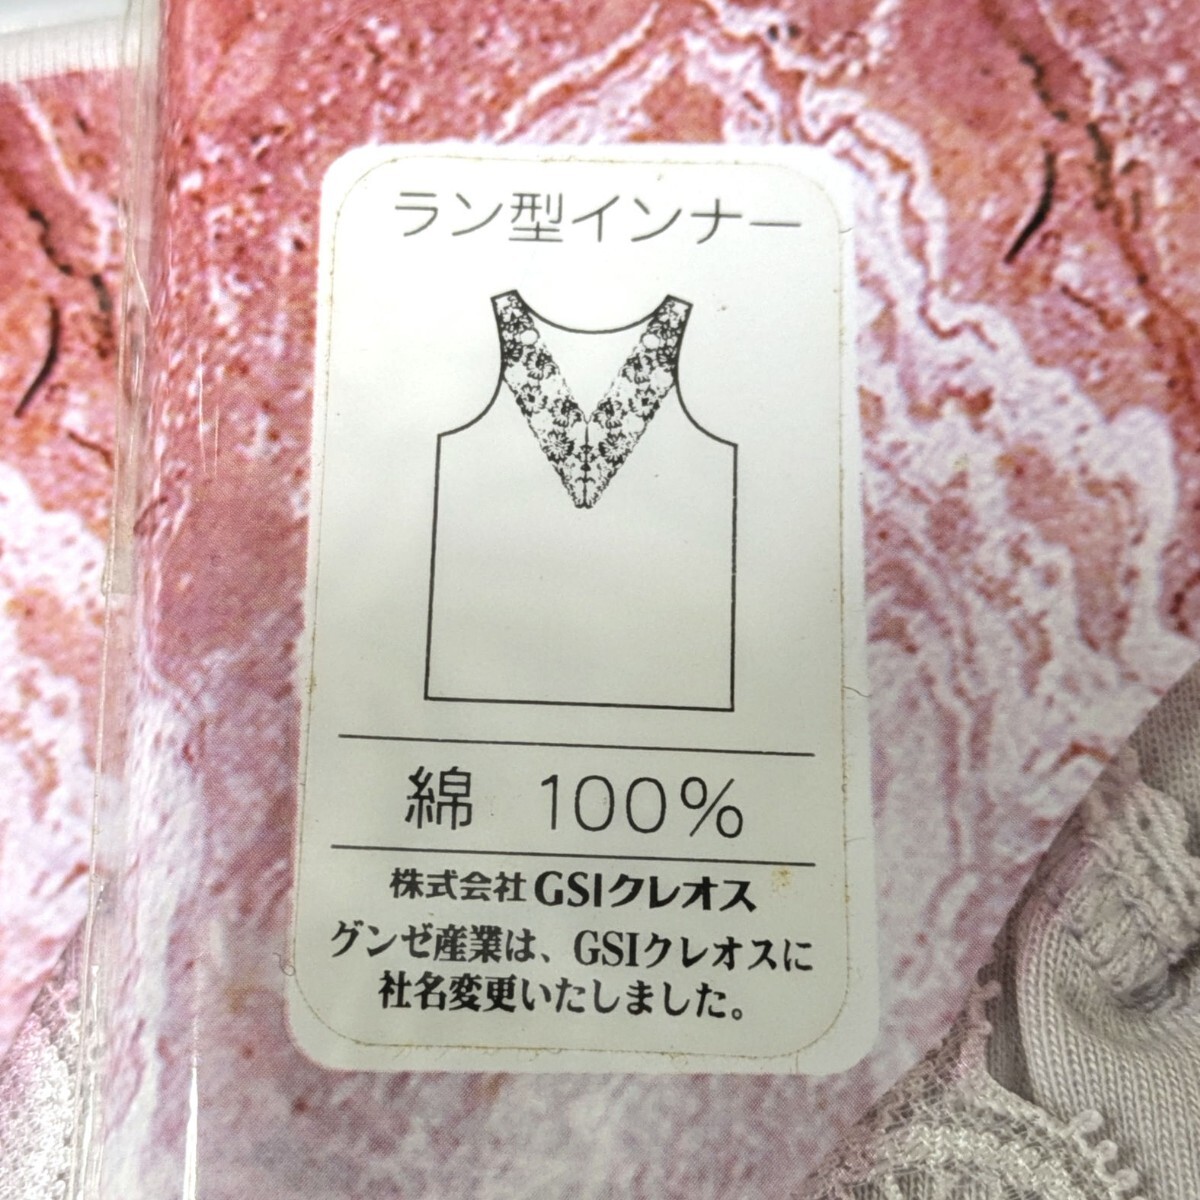 ラン型インナー
綿 100%
株式会社 GSIクレオス
グンゼ産業は、GSIクレオスに
社名変更いたしました。